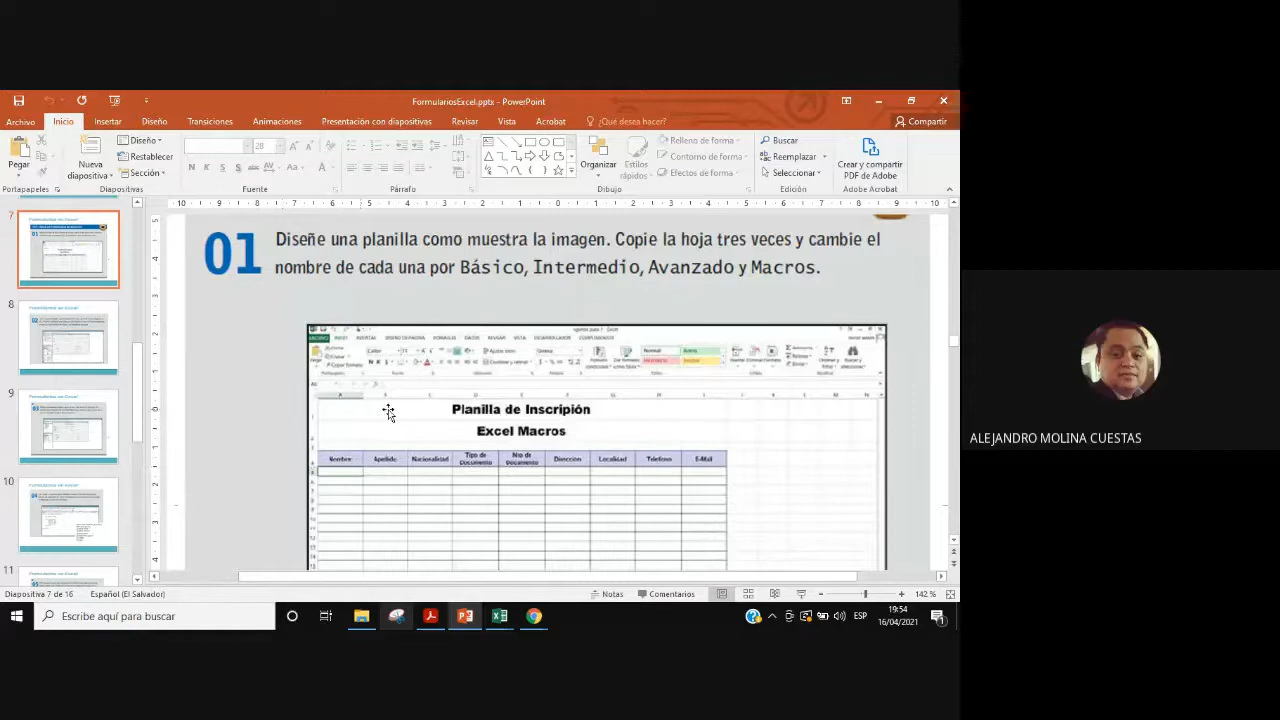 FormulariosExcel.pptx - PowerPoint
Archivo Inicio Insertar Diseño Transiciones Animaciones Presentación con diapositivas Revisar Vista Acrobat ¿Qué desea hacer? Compartir
Pegar
Nueva diapositiva
Diseño
Restablecer
Sección
28
N K S
Aa
A
Organizar
Estilos rápidos
Relleno de forma
Contorno de forma
Efectos de forma
Buscar
Reemplazar
Seleccionar
Crear y compartir PDF de Adobe
Portapapeles Diapositivas Fuente Párrafo Dibujo Edición Adobe Acrobat
7
8
9
10
11
01 Diseñe una planilla como muestra la imagen. Copie la hoja tres veces y cambie el
nombre de cada una por Básico, Intermedio, Avanzado y Macros.
Planilla de Inscripión
Excel Macros
Nombre Apellido Nacionalidad Tipo de Documento Nro de Documento Direccion Localidad Telefono E-Mail
ALEJANDRO MOLINA CUESTAS
Diapositiva 7 de 16 Español (El Salvador) Notas Comentarios 142 %
Escribe aquí para buscar
ESP
19:54
16/04/2021